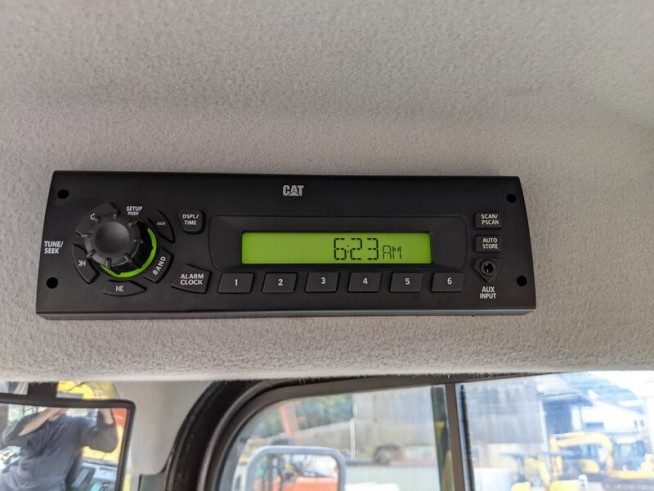 CAT
SETUP
PUSH
AUX
DSPL/
TIME
TUNE/
SEEK
BAND
ALARM
CLOCK
6:23 AM
1 2 3 4 5 6
SCAN/
PSCAN
AUTO
STORE
AUX
INPUT